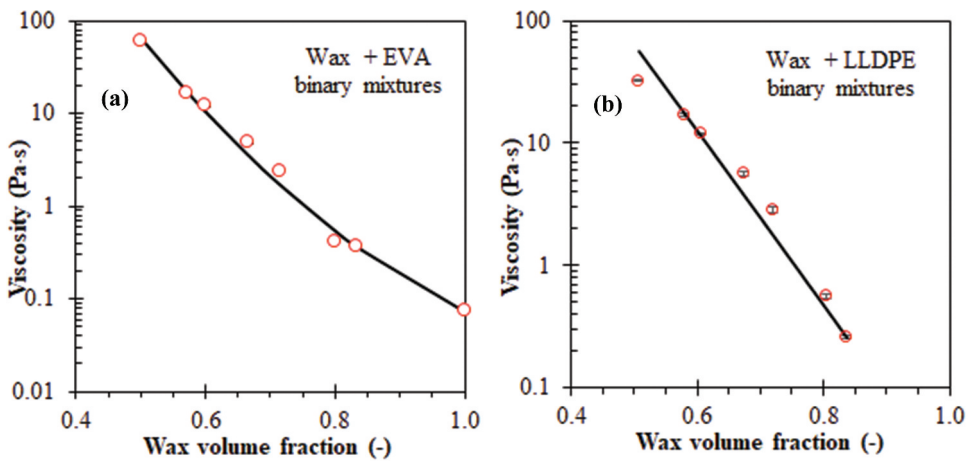 100
10
1
0.1
0.01
Viscosity (Pa·s)
(a)
Wax + EVA
binary mixtures
0.4
0.6
0.8
1.0
Wax volume fraction (-)
100
10
1
0.1
Viscosity (Pa·s)
(b)
Wax + LLDPE
binary mixtures
0.4
0.6
0.8
1.0
Wax volume fraction (-)